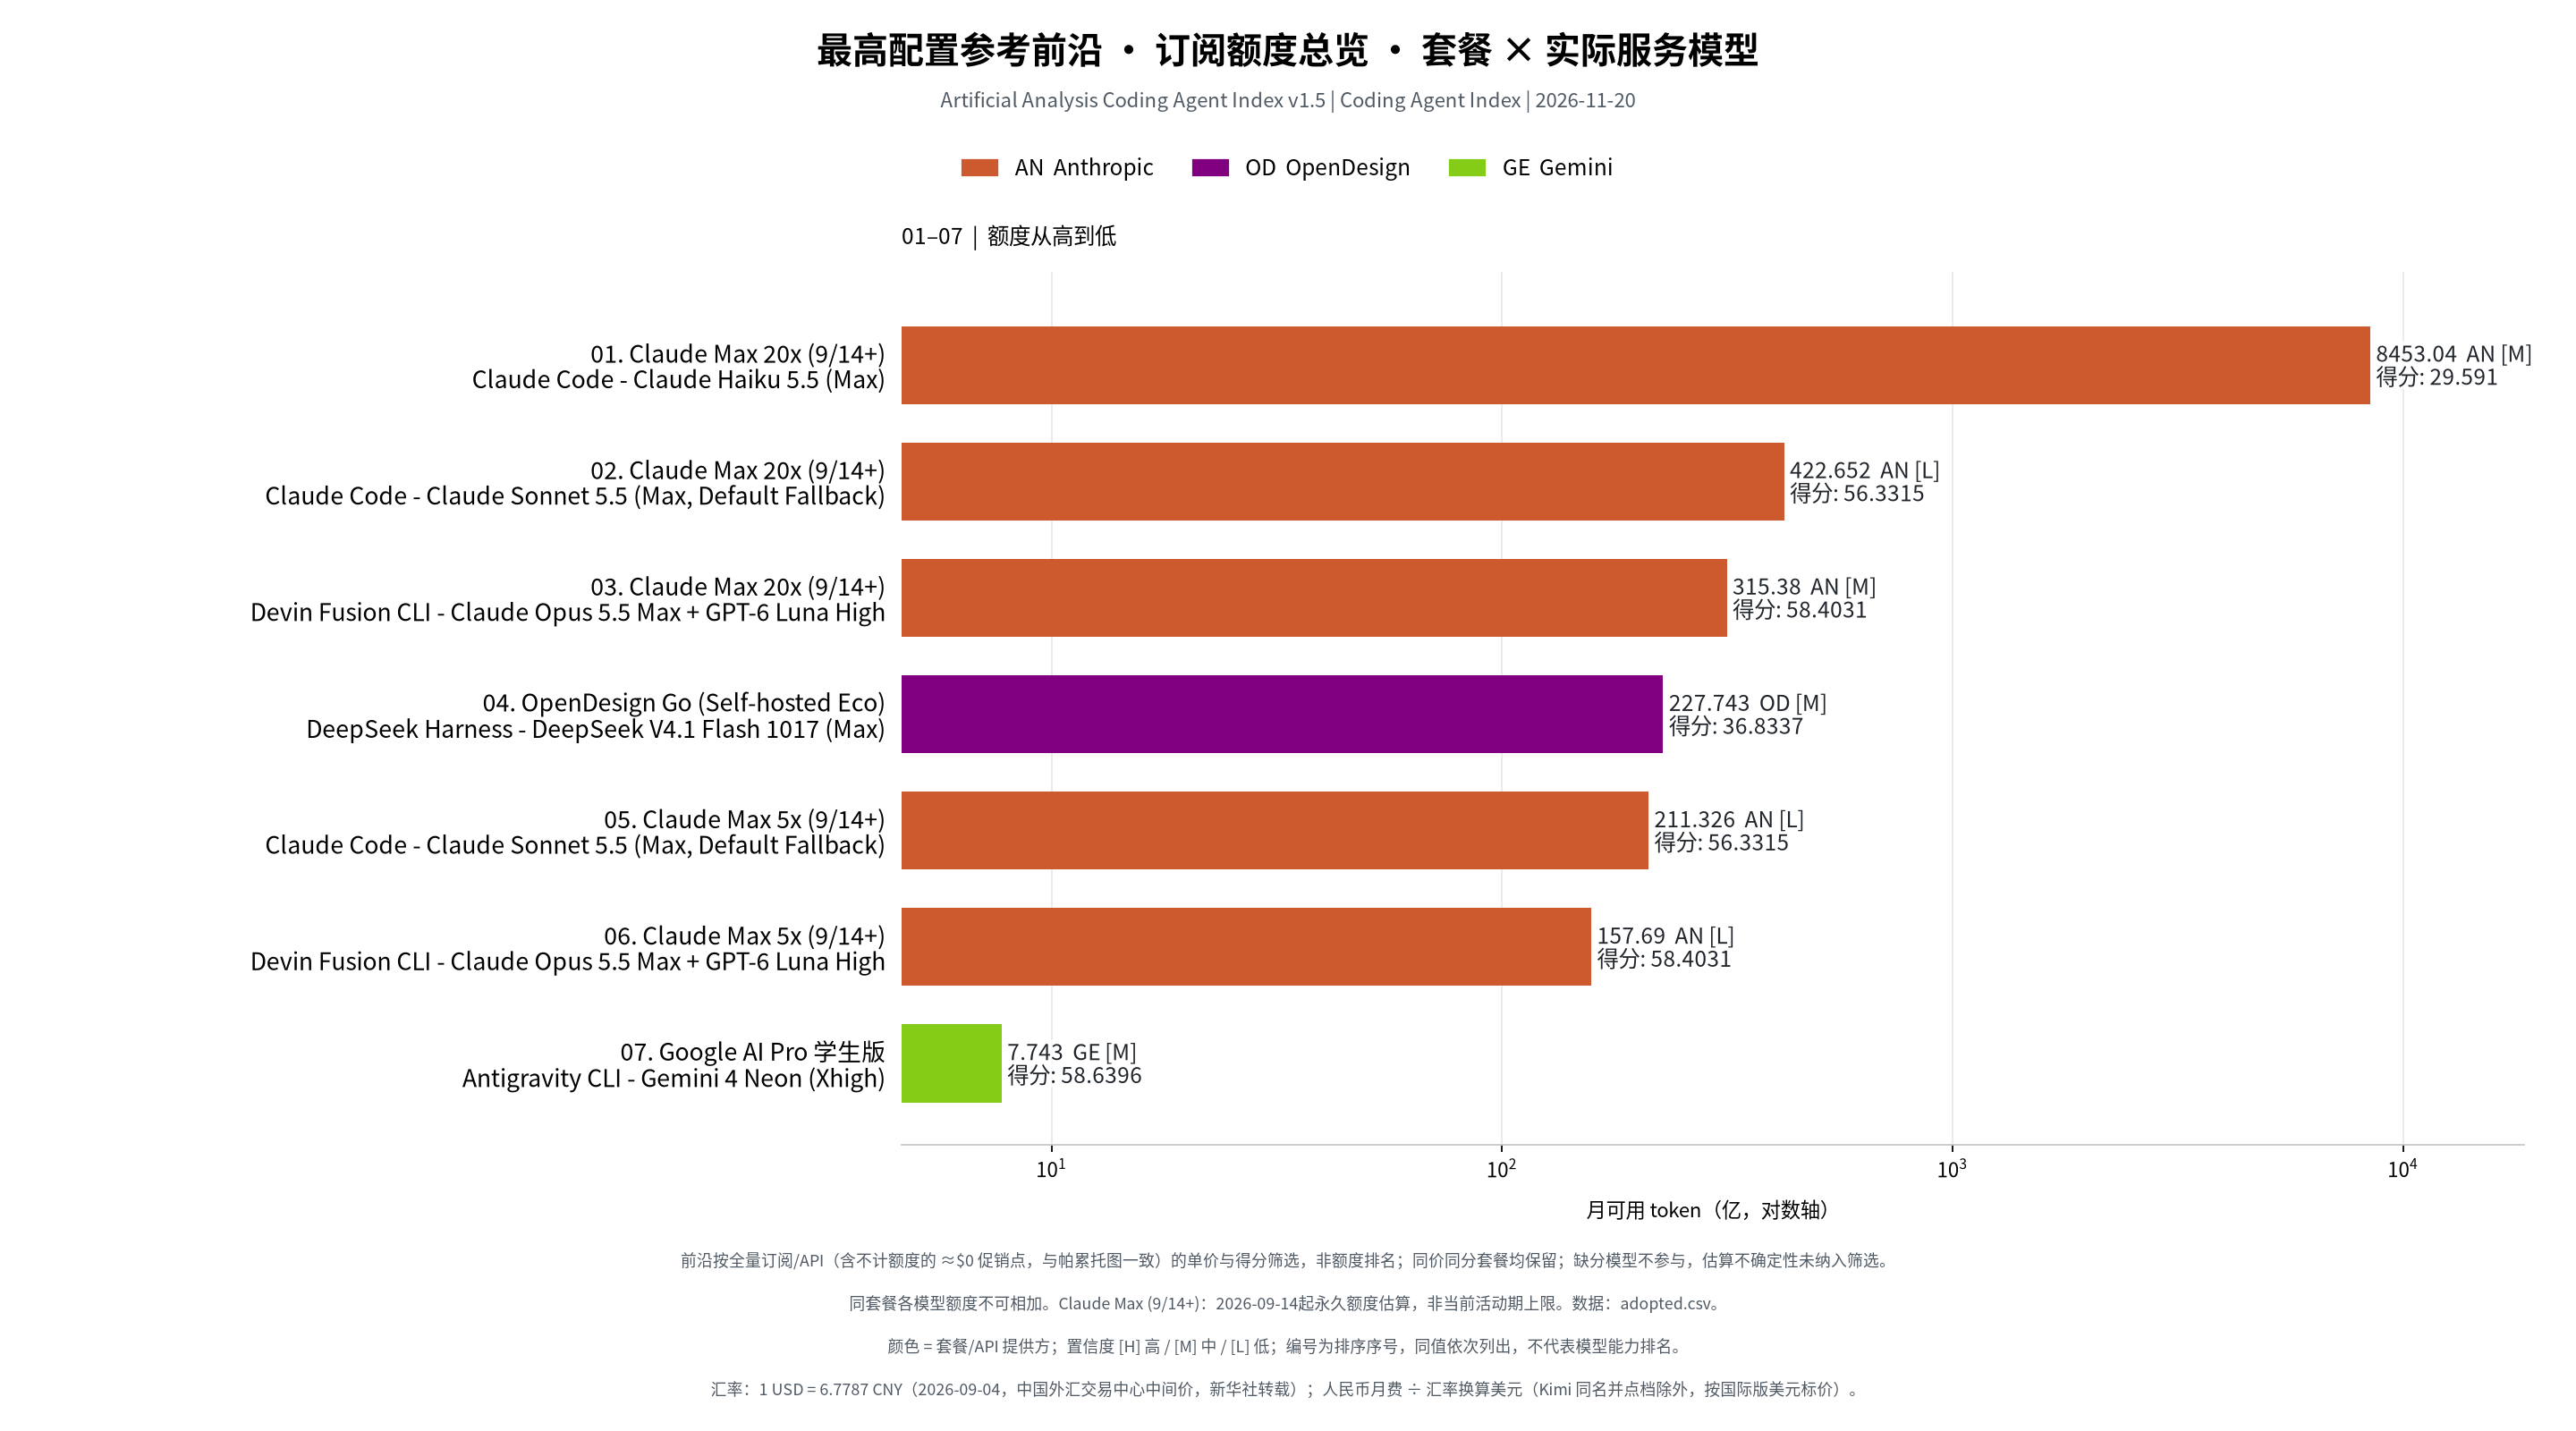 最高配置参考前沿 · 订阅额度总览 · 套餐 × 实际服务模型
Artificial Analysis Coding Agent Index v1.5 | Coding Agent Index | 2026-11-20
AN Anthropic
OD OpenDesign
GE Gemini
01–07 | 额度从高到低
01. Claude Max 20x (9/14+)
Claude Code - Claude Haiku 5.5 (Max)
8453.04 AN [M]
得分: 29.591
02. Claude Max 20x (9/14+)
Claude Code - Claude Sonnet 5.5 (Max, Default Fallback)
422.652 AN [L]
得分: 56.3315
03. Claude Max 20x (9/14+)
Devin Fusion CLI - Claude Opus 5.5 Max + GPT-6 Luna High
315.38 AN [M]
得分: 58.4031
04. OpenDesign Go (Self-hosted Eco)
DeepSeek Harness - DeepSeek V4.1 Flash 1017 (Max)
227.743 OD [M]
得分: 36.8337
05. Claude Max 5x (9/14+)
Claude Code - Claude Sonnet 5.5 (Max, Default Fallback)
211.326 AN [L]
得分: 56.3315
06. Claude Max 5x (9/14+)
Devin Fusion CLI - Claude Opus 5.5 Max + GPT-6 Luna High
157.69 AN [L]
得分: 58.4031
07. Google AI Pro 学生版
Antigravity CLI - Gemini 4 Neon (Xhigh)
7.743 GE [M]
得分: 58.6396
10¹
10²
10³
10⁴
月可用 token（亿，对数轴）
前沿按全量订阅/API（含不计额度的 ≈$0 促销点，与帕累托图一致）的单价与得分筛选，非额度排名；同价同分套餐均保留；缺分模型不参与，估算不确定性未纳入筛选。
同套餐各模型额度不可相加。Claude Max (9/14+)：2026-09-14起永久额度估算，非当前活动期上限。数据：adopted.csv。
颜色 = 套餐/API 提供方；置信度 [H] 高 / [M] 中 / [L] 低；编号为排序序号，同值依次列出，不代表模型能力排名。
汇率：1 USD = 6.7787 CNY（2026-09-04，中国外汇交易中心中间价，新华社转载）；人民币月费 ÷ 汇率换算美元（Kimi 同名并点档除外，按国际版美元标价）。